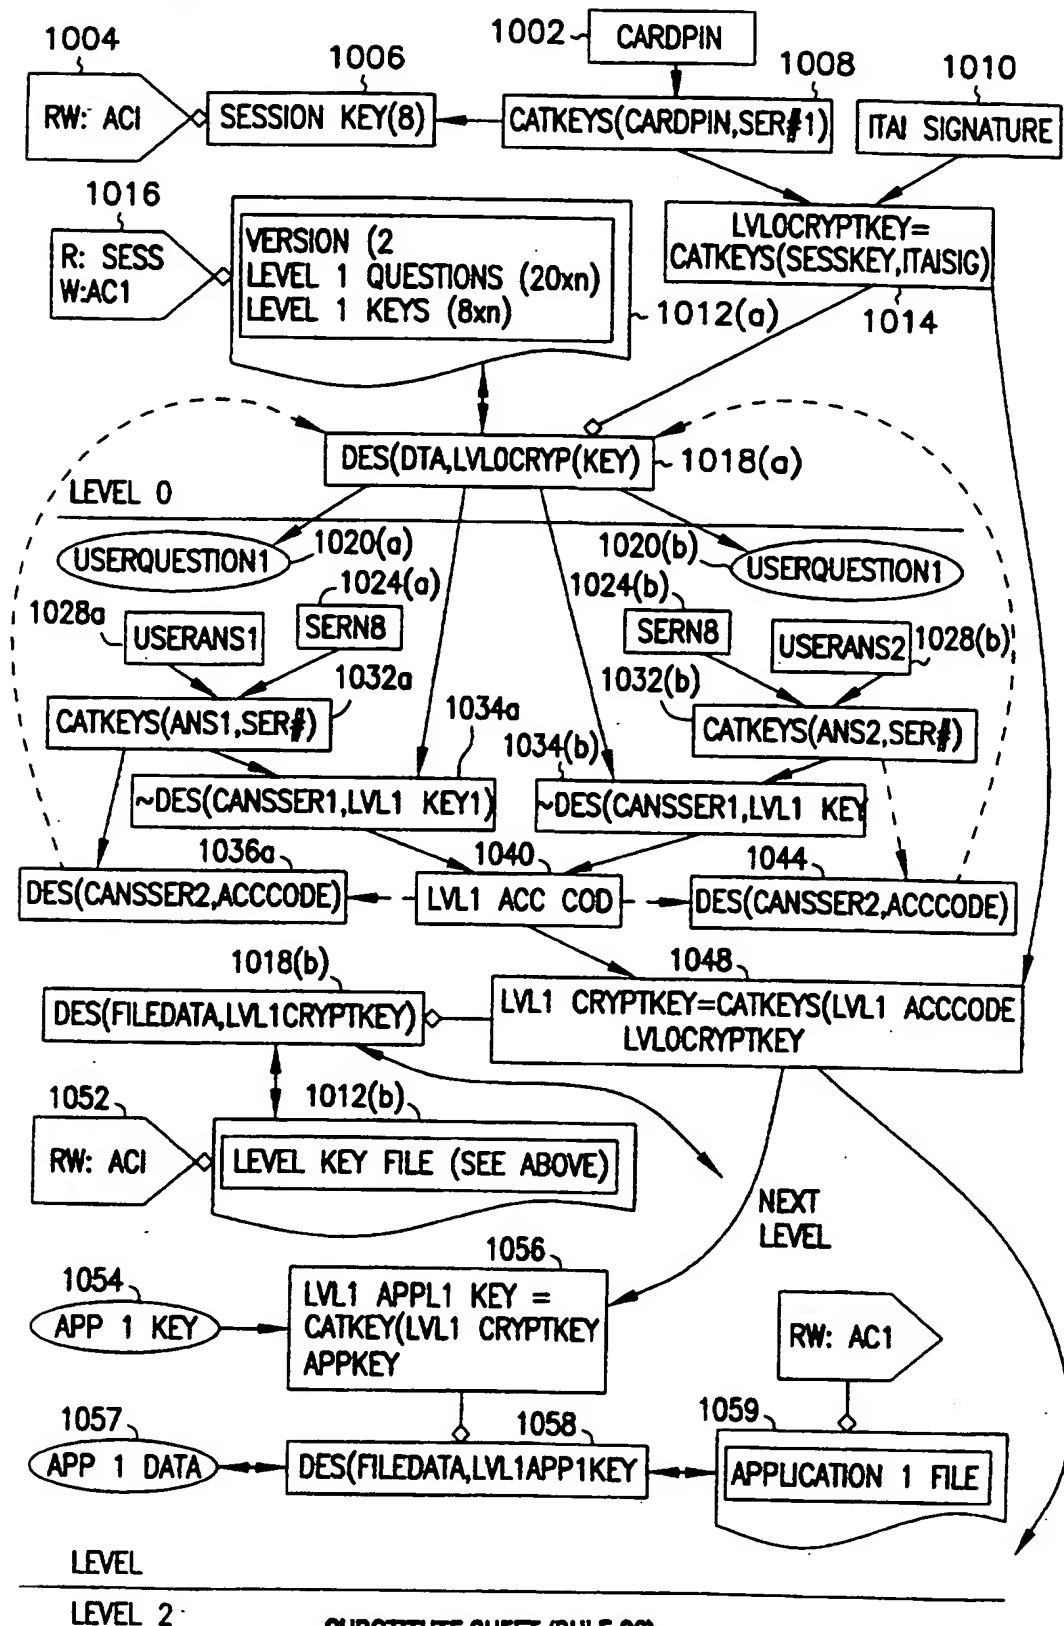 1002
CARDPIN
1004
1006
1008
1010
RW: ACI
SESSION KEY(8)
CATKEYS(CARDPIN,SER#1)
ITAI SIGNATURE
1016
R: SESS
W:AC1
VERSION (2
LEVEL 1 QUESTIONS (20xn)
LEVEL 1 KEYS (8xn)
1012(a)
LVLOCRYPTKEY=
CATKEYS(SESSKEY,ITAISIG)
1014
DES(DTA,LVLOCRYP(KEY)
1018(a)
LEVEL 0
USERQUESTION1
1020(a)
1020(b)
USERQUESTION1
1024(a)
1024(b)
1028a
USERANS1
SERN8
SERN8
USERANS2
1028(b)
1032a
1032(b)
CATKEYS(ANS1,SER#)
CATKEYS(ANS2,SER#)
1034a
1034(b)
~DES(CANSSER1,LVL1 KEY1)
~DES(CANSSER1,LVL1 KEY
1036a
1040
1044
DES(CANSSER2,ACCCODE)
LVL1 ACC COD
DES(CANSSER2,ACCCODE)
1018(b)
1048
DES(FILEDATA,LVL1CRYPTKEY)
LVL1 CRYPTKEY=CATKEYS(LVL1 ACCCODE
LVLOCRYPTKEY
1052
1012(b)
RW: ACI
LEVEL KEY FILE (SEE ABOVE)
NEXT
LEVEL
1054
1056
APP 1 KEY
LVL1 APPL1 KEY =
CATKEY(LVL1 CRYPTKEY
APPKEY
RW: AC1
1057
1058
1059
APP 1 DATA
DES(FILEDATA,LVL1APP1KEY
APPLICATION 1 FILE
LEVEL
LEVEL 2